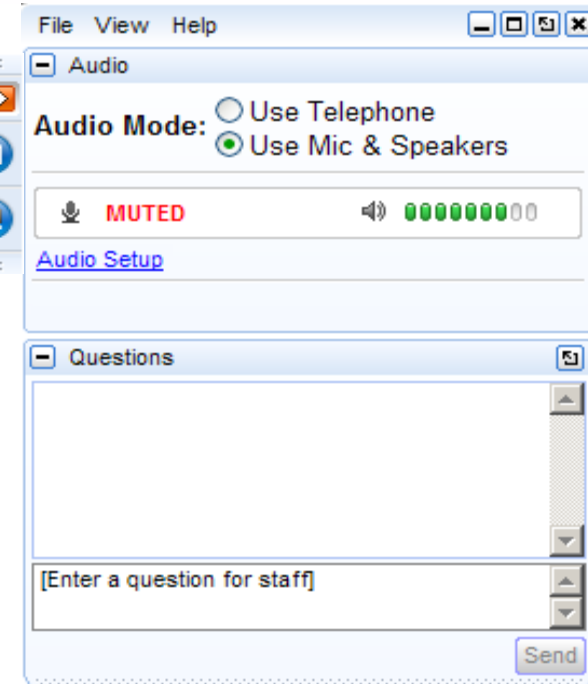 File View Help
Audio
Audio Mode:
Use Telephone
Use Mic & Speakers
MUTED
Audio Setup
Questions
[Enter a question for staff]
Send